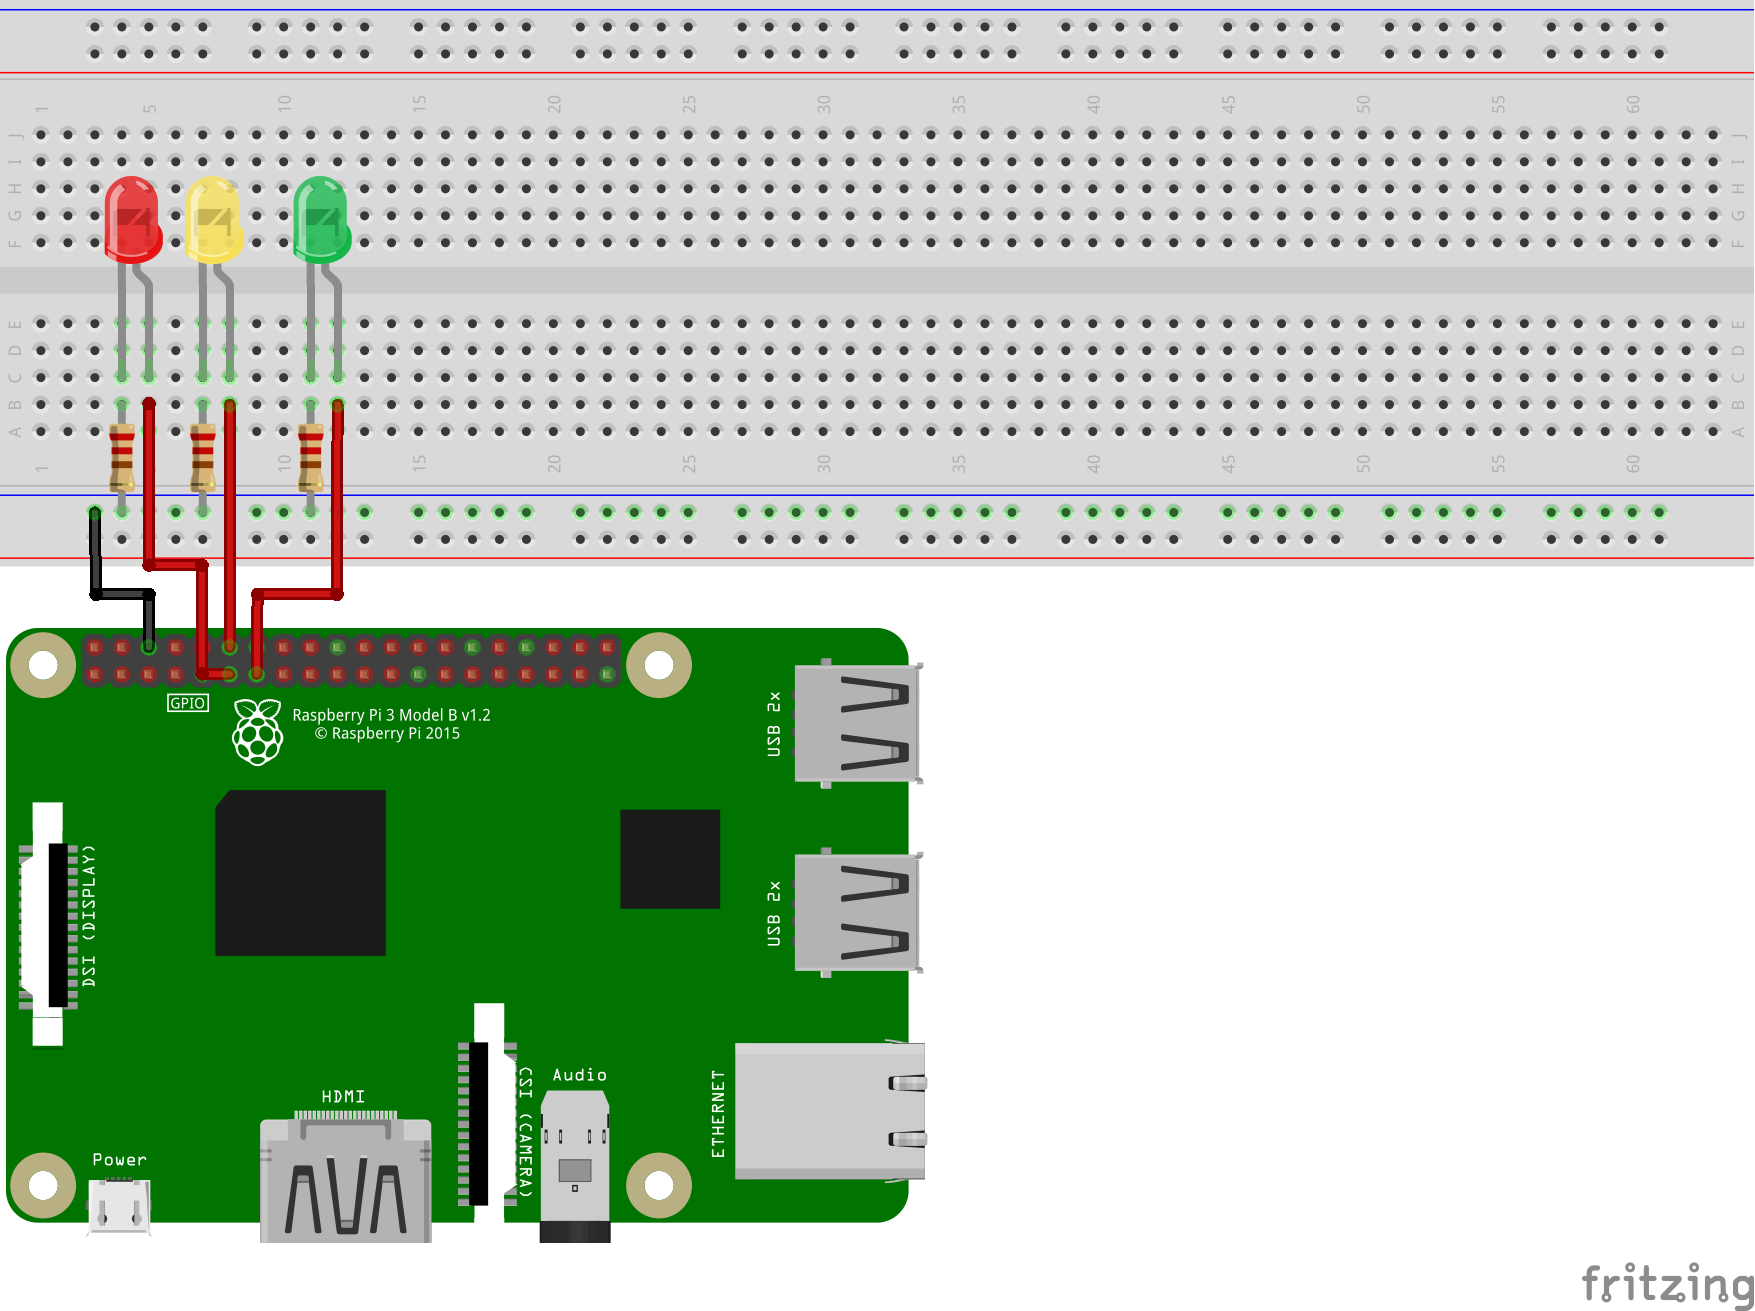 1 5 10 15 20 25 30 35 40 45 50 55 60
J J
I I
H H
G G
F F
E E
D D
C C
B B
A A
1 10 15 20 25 30 35 40 45 50 55 60
GPIO
Raspberry Pi 3 Model B v1.2
© Raspberry Pi 2015
USB 2x
DSI (DISPLAY)
USB 2x
CSI (CAMERA)
Audio
ETHERNET
HDMI
Power
fritzing